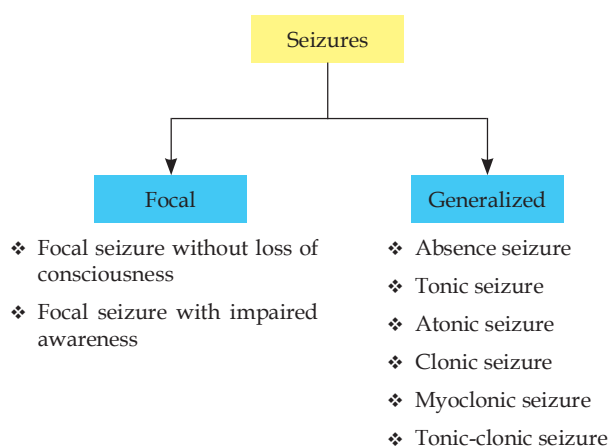 Seizures
Focal
❖ Focal seizure without loss of
consciousness
❖ Focal seizure with impaired
awareness
Generalized
❖ Absence seizure
❖ Tonic seizure
❖ Atonic seizure
❖ Clonic seizure
❖ Myoclonic seizure
❖ Tonic-clonic seizure